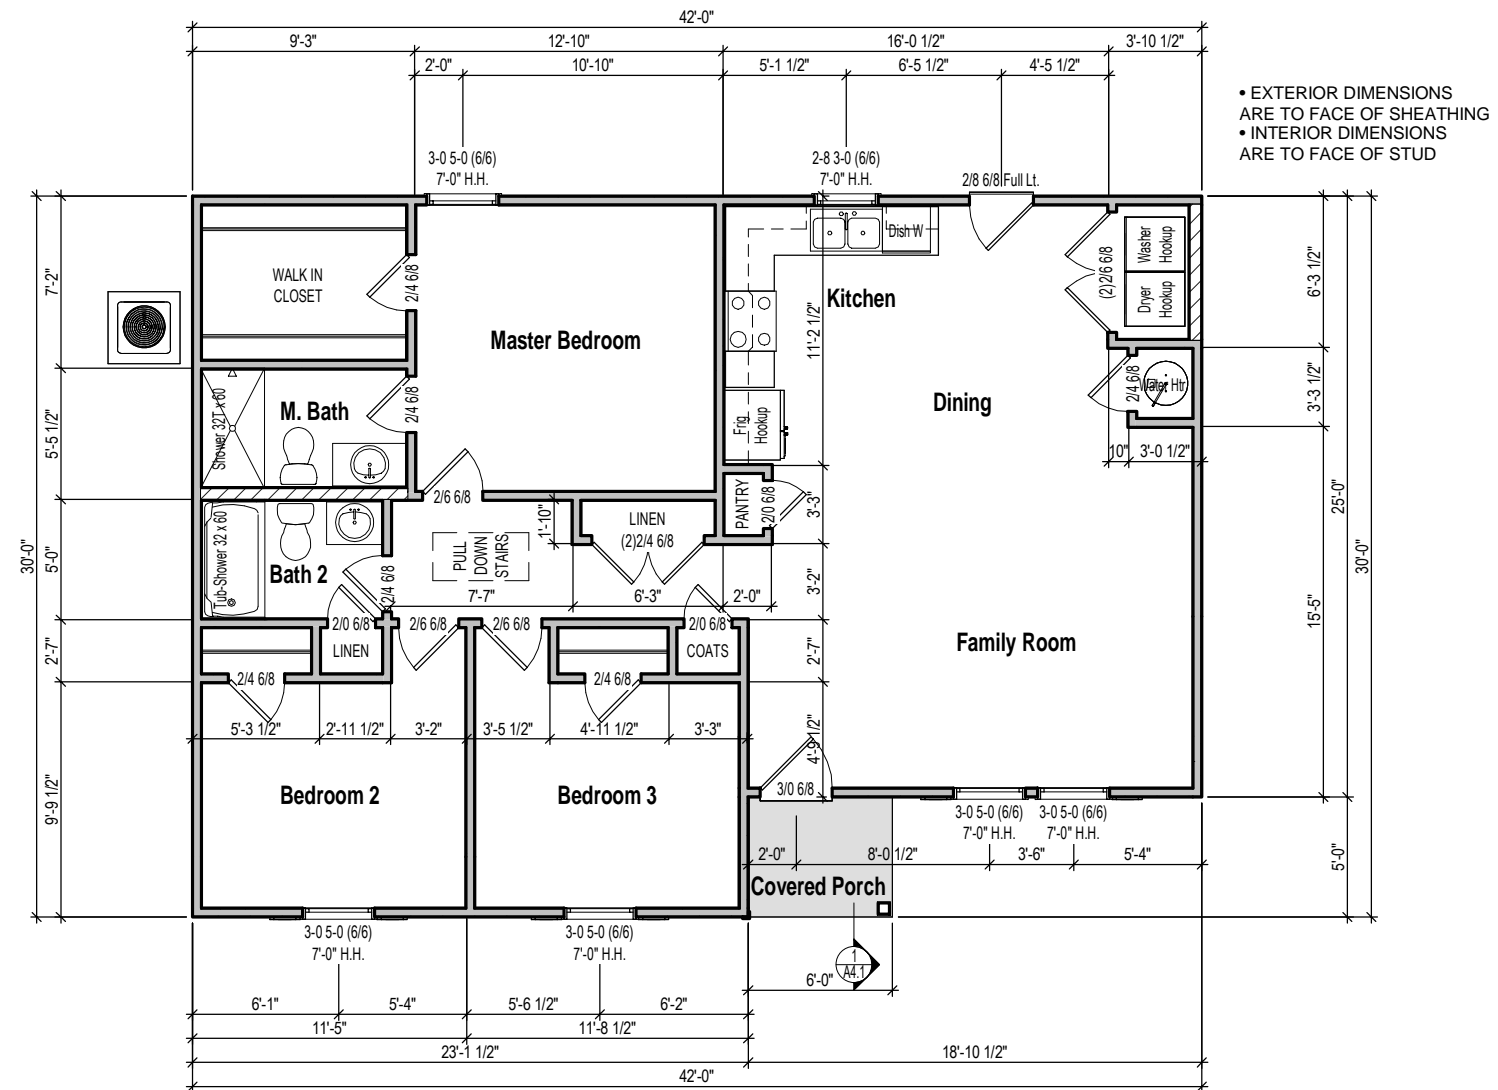 42'-0"
9'-3"
12'-10"
16'-0 1/2"
3'-10 1/2"
2'-0"
10'-10"
5'-1 1/2"
6'-5 1/2"
4'-5 1/2"
• EXTERIOR DIMENSIONS
ARE TO FACE OF SHEATHING
• INTERIOR DIMENSIONS
ARE TO FACE OF STUD
3-0 5-0 (6/6)
7'-0" H.H.
2-8 3-0 (6/6)
7'-0" H.H.
2/8 6/8 Full Lt.
30'-0"
7'-2"
5'-5 1/2"
5'-0"
2'-7"
9'-9 1/2"
WALK IN
CLOSET
2/4 6/8
Master Bedroom
Kitchen
Dish W
11'-2 1/2"
(2)2/6 6/8
Washer
Hookup
Dryer
Hookup
6'-3 1/2"
M. Bath
Shower 32T x 60
2/4 6/8
Dining
Frig
Hookup
2/4 6/8
Water Htr
3'-3 1/2"
10"
3'-0 1/2"
2/6 6/8
PANTRY
2/0 6/8
3'-3"
LINEN
(2)2/4 6/8
1'-10"
PULL
DOWN
STAIRS
Bath 2
Tub-Shower 32 x 60
2/4 6/8
7'-7"
6'-3"
2'-0"
3'-2"
25'-0"
30'-0"
15'-5"
2/0 6/8
LINEN
2/6 6/8
2/6 6/8
2/0 6/8
COATS
2'-7"
Family Room
2/4 6/8
2/4 6/8
5'-3 1/2"
2'-11 1/2"
3'-2"
3'-5 1/2"
4'-11 1/2"
3'-3"
4'-9 1/2"
Bedroom 2
Bedroom 3
3/0 6/8
3-0 5-0 (6/6)
7'-0" H.H.
3-0 5-0 (6/6)
7'-0" H.H.
2'-0"
8'-0 1/2"
3'-6"
5'-4"
5'-0"
Covered Porch
3-0 5-0 (6/6)
7'-0" H.H.
3-0 5-0 (6/6)
7'-0" H.H.
1
A4.1
6'-0"
6'-1"
5'-4"
5'-6 1/2"
6'-2"
11'-5"
11'-8 1/2"
23'-1 1/2"
18'-10 1/2"
42'-0"